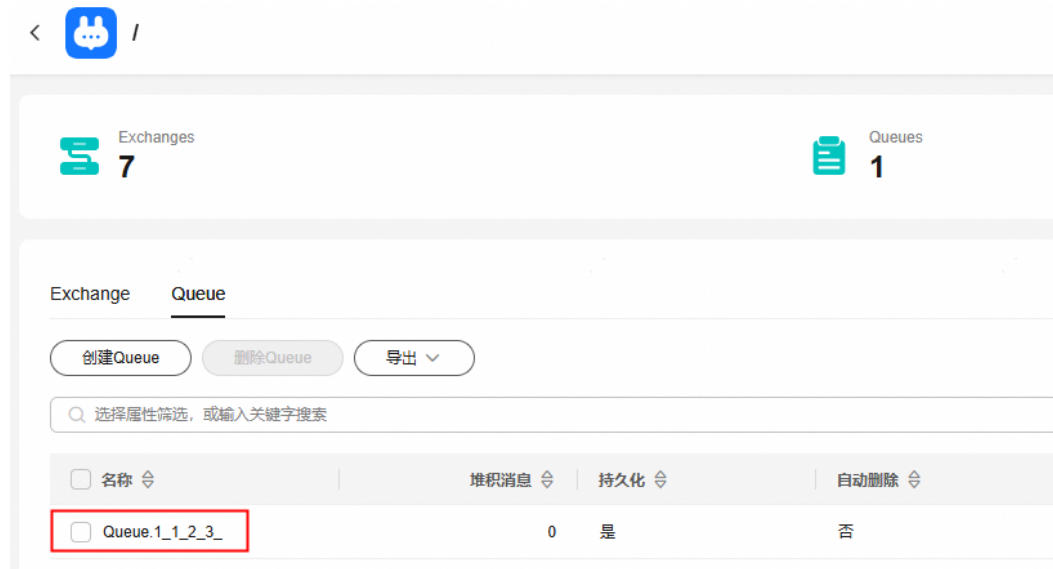 /
Exchanges
7
Queues
1
Exchange Queue
创建Queue 删除Queue 导出
选择属性筛选，或输入关键字搜索
名称 堆积消息 持久化 自动删除
Queue.1_1_2_3_ 0 是 否